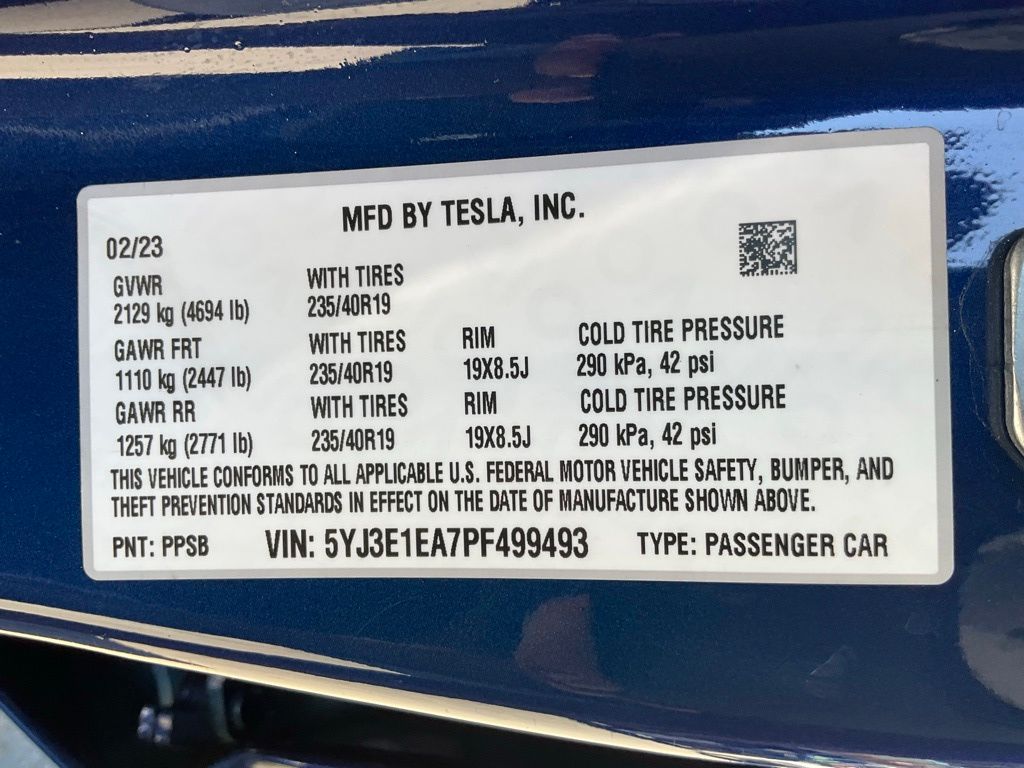 MFD BY TESLA, INC.
02/23
GVWR WITH TIRES
2129 kg (4694 lb) 235/40R19
GAWR FRT WITH TIRES RIM COLD TIRE PRESSURE
1110 kg (2447 lb) 235/40R19 19X8.5J 290 kPa, 42 psi
GAWR RR WITH TIRES RIM COLD TIRE PRESSURE
1257 kg (2771 lb) 235/40R19 19X8.5J 290 kPa, 42 psi
THIS VEHICLE CONFORMS TO ALL APPLICABLE U.S. FEDERAL MOTOR VEHICLE SAFETY, BUMPER, AND
THEFT PREVENTION STANDARDS IN EFFECT ON THE DATE OF MANUFACTURE SHOWN ABOVE.
PNT: PPSB VIN: 5YJ3E1EA7PF499493 TYPE: PASSENGER CAR